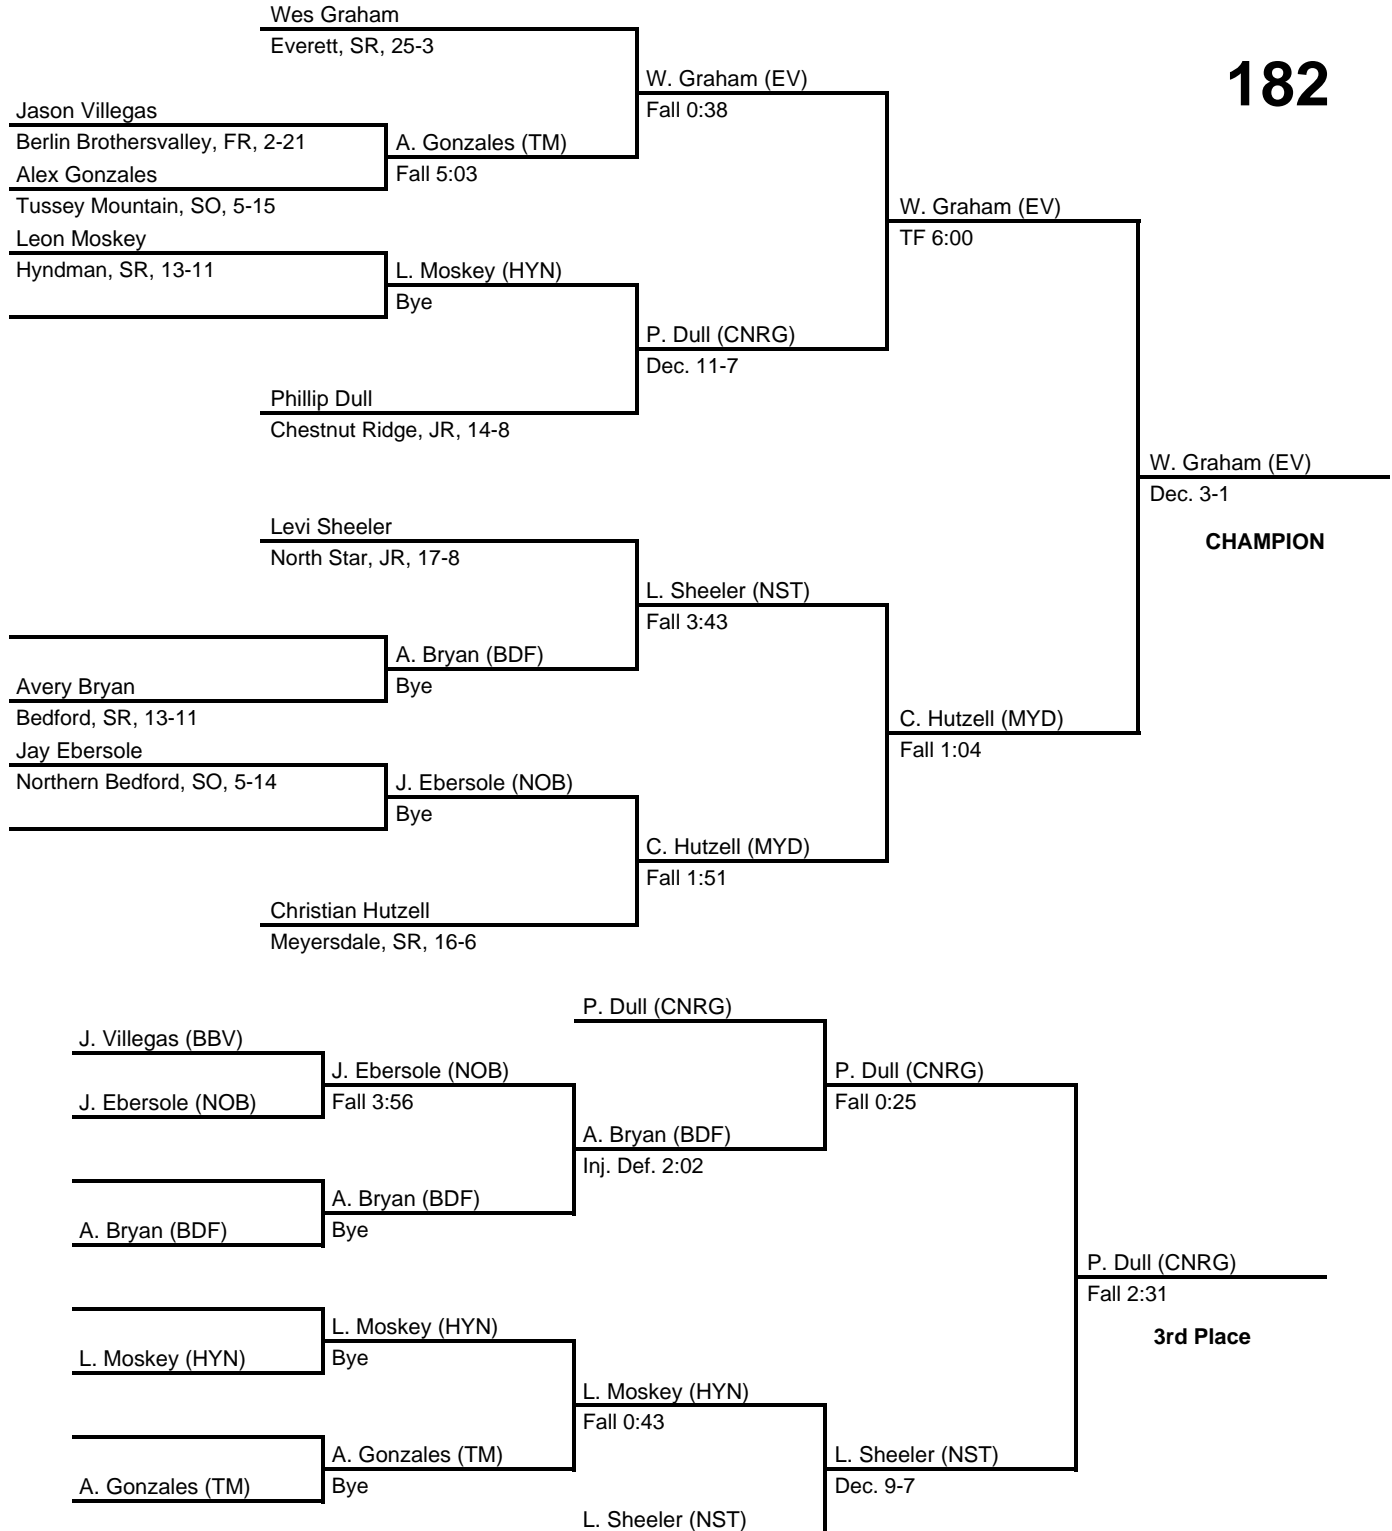 Wes Graham
Everett, SR, 25-3
182
W. Graham (EV)
Fall 0:38
Jason Villegas
Berlin Brothersvalley, FR, 2-21
A. Gonzales (TM)
Fall 5:03
Alex Gonzales
Tussey Mountain, SO, 5-15
W. Graham (EV)
TF 6:00
Leon Moskey
Hyndman, SR, 13-11
L. Moskey (HYN)
Bye
P. Dull (CNRG)
Dec. 11-7
Phillip Dull
Chestnut Ridge, JR, 14-8
W. Graham (EV)
Dec. 3-1
CHAMPION
Levi Sheeler
North Star, JR, 17-8
L. Sheeler (NST)
Fall 3:43
A. Bryan (BDF)
Bye
Avery Bryan
Bedford, SR, 13-11
C. Hutzell (MYD)
Fall 1:04
Jay Ebersole
Northern Bedford, SO, 5-14
J. Ebersole (NOB)
Bye
C. Hutzell (MYD)
Fall 1:51
Christian Hutzell
Meyersdale, SR, 16-6
P. Dull (CNRG)
J. Villegas (BBV)
J. Ebersole (NOB)
Fall 3:56
P. Dull (CNRG)
Fall 0:25
J. Ebersole (NOB)
A. Bryan (BDF)
Inj. Def. 2:02
A. Bryan (BDF)
Bye
A. Bryan (BDF)
P. Dull (CNRG)
Fall 2:31
3rd Place
L. Moskey (HYN)
Bye
L. Moskey (HYN)
L. Moskey (HYN)
Fall 0:43
A. Gonzales (TM)
Bye
L. Sheeler (NST)
Dec. 9-7
A. Gonzales (TM)
L. Sheeler (NST)